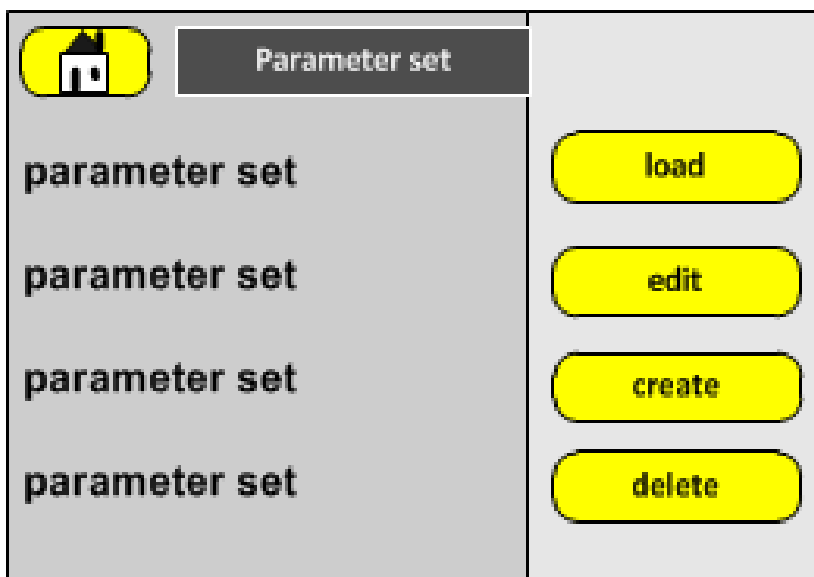 Parameter set
parameter set load
parameter set edit
parameter set create
parameter set delete